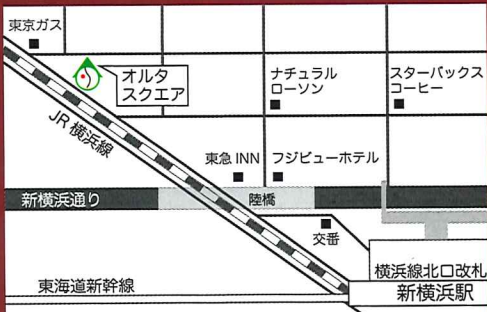 東京ガス
オルタ
スクエア
ナチュラル
ローソン
スターバックス
コーヒー
JR横浜線
東急 INN
フジビューホテル
新横浜通り
陸橋
交番
横浜線北口改札
東海道新幹線
新横浜駅